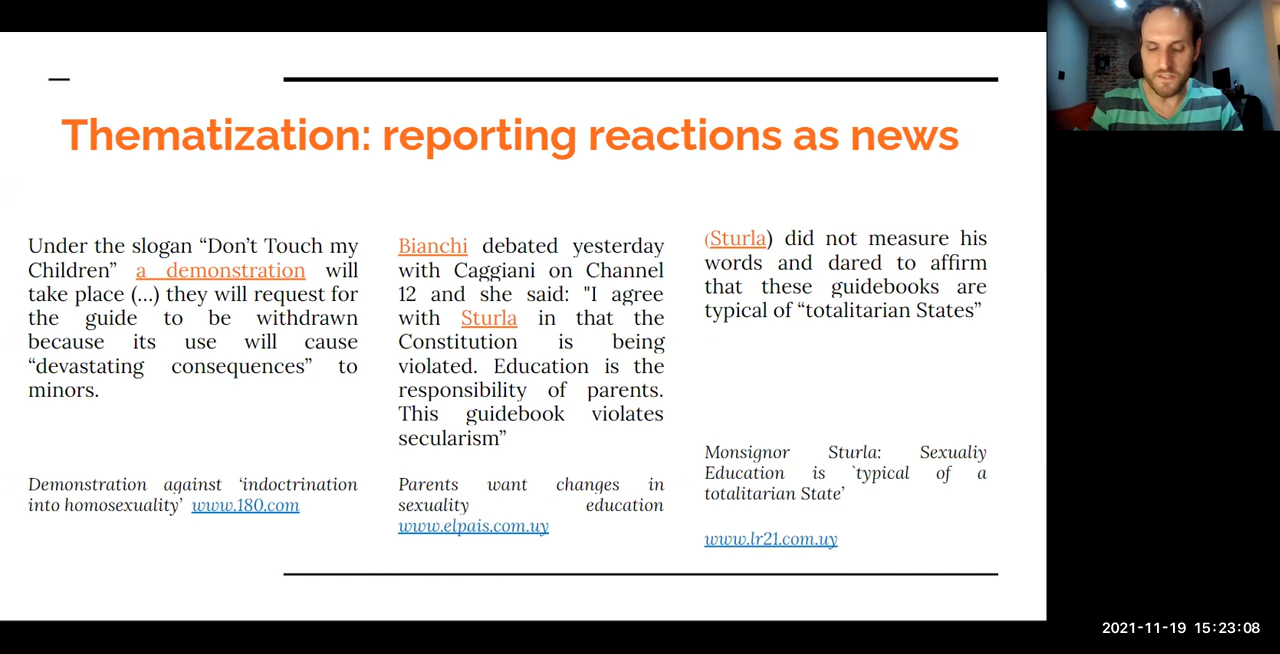 Thematization: reporting reactions as news
Under the slogan “Don’t Touch my
Children” a demonstration will
take place (...) they will request for
the guide to be withdrawn
because its use will cause
“devastating consequences” to
minors.
Demonstration against ‘indoctrination
into homosexuality’ www.180.com
Bianchi debated yesterday
with Caggiani on Channel
12 and she said: "I agree
with Sturla in that the
Constitution is being
violated. Education is the
responsibility of parents.
This guidebook violates
secularism”
Parents want changes in
sexuality education
www.elpais.com.uy
(Sturla) did not measure his
words and dared to affirm
that these guidebooks are
typical of “totalitarian States”
Monsignor Sturla: Sexualiy
Education is `typical of a
totalitarian State’
www.lr21.com.uy
2021-11-19 15:23:08